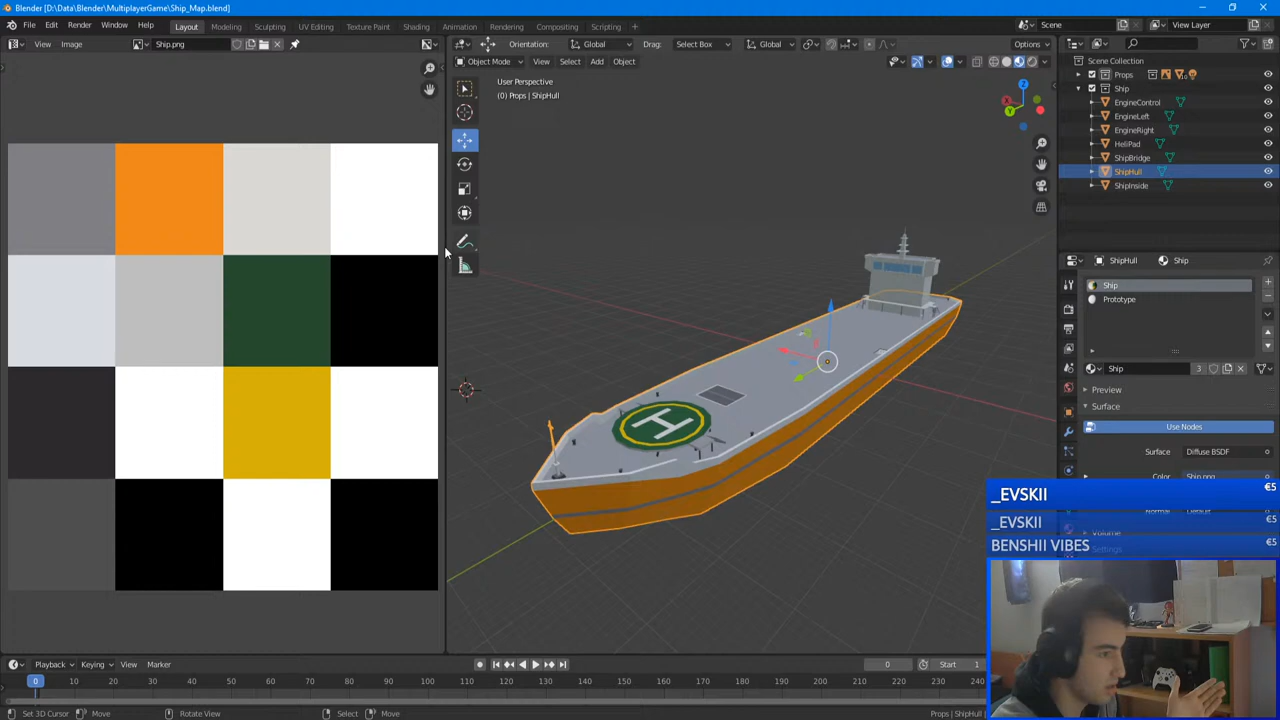 Blender [D:\Data\Blender\MultiplayerGame\Ship_Map.blend]
File Edit Render Window Help Layout Modeling Sculpting UV Editing Texture Paint Shading Animation Rendering Compositing Scripting + Scene View Layer
View Image Ship.png Orientation: Global Drag: Select Box Global Options
Object Mode View Select Add Object
User Perspective
(0) Props | ShipHull
Z
X
Y
Scene Collection
Props
Ship
EngineControl
EngineLeft
EngineRight
HeliPad
ShipBridge
ShipHull
ShipInside
ShipHull Ship
Ship
Prototype
Ship 3
Preview
Surface
Use Nodes
Surface Diffuse BSDF
Color Ship.png
Default
Volume
Settings
H
_EVSKII €5
_EVSKII €5
BENSHII VIBES €5
Playback Keying View Marker 0 Start 1
0 10 20 30 40 50 60 70 80 90 100 110 120 130 140 150 160 170 180 190 200 210 220 230 240
Set 3D Cursor Move Rotate View Select Move Props | ShipHull